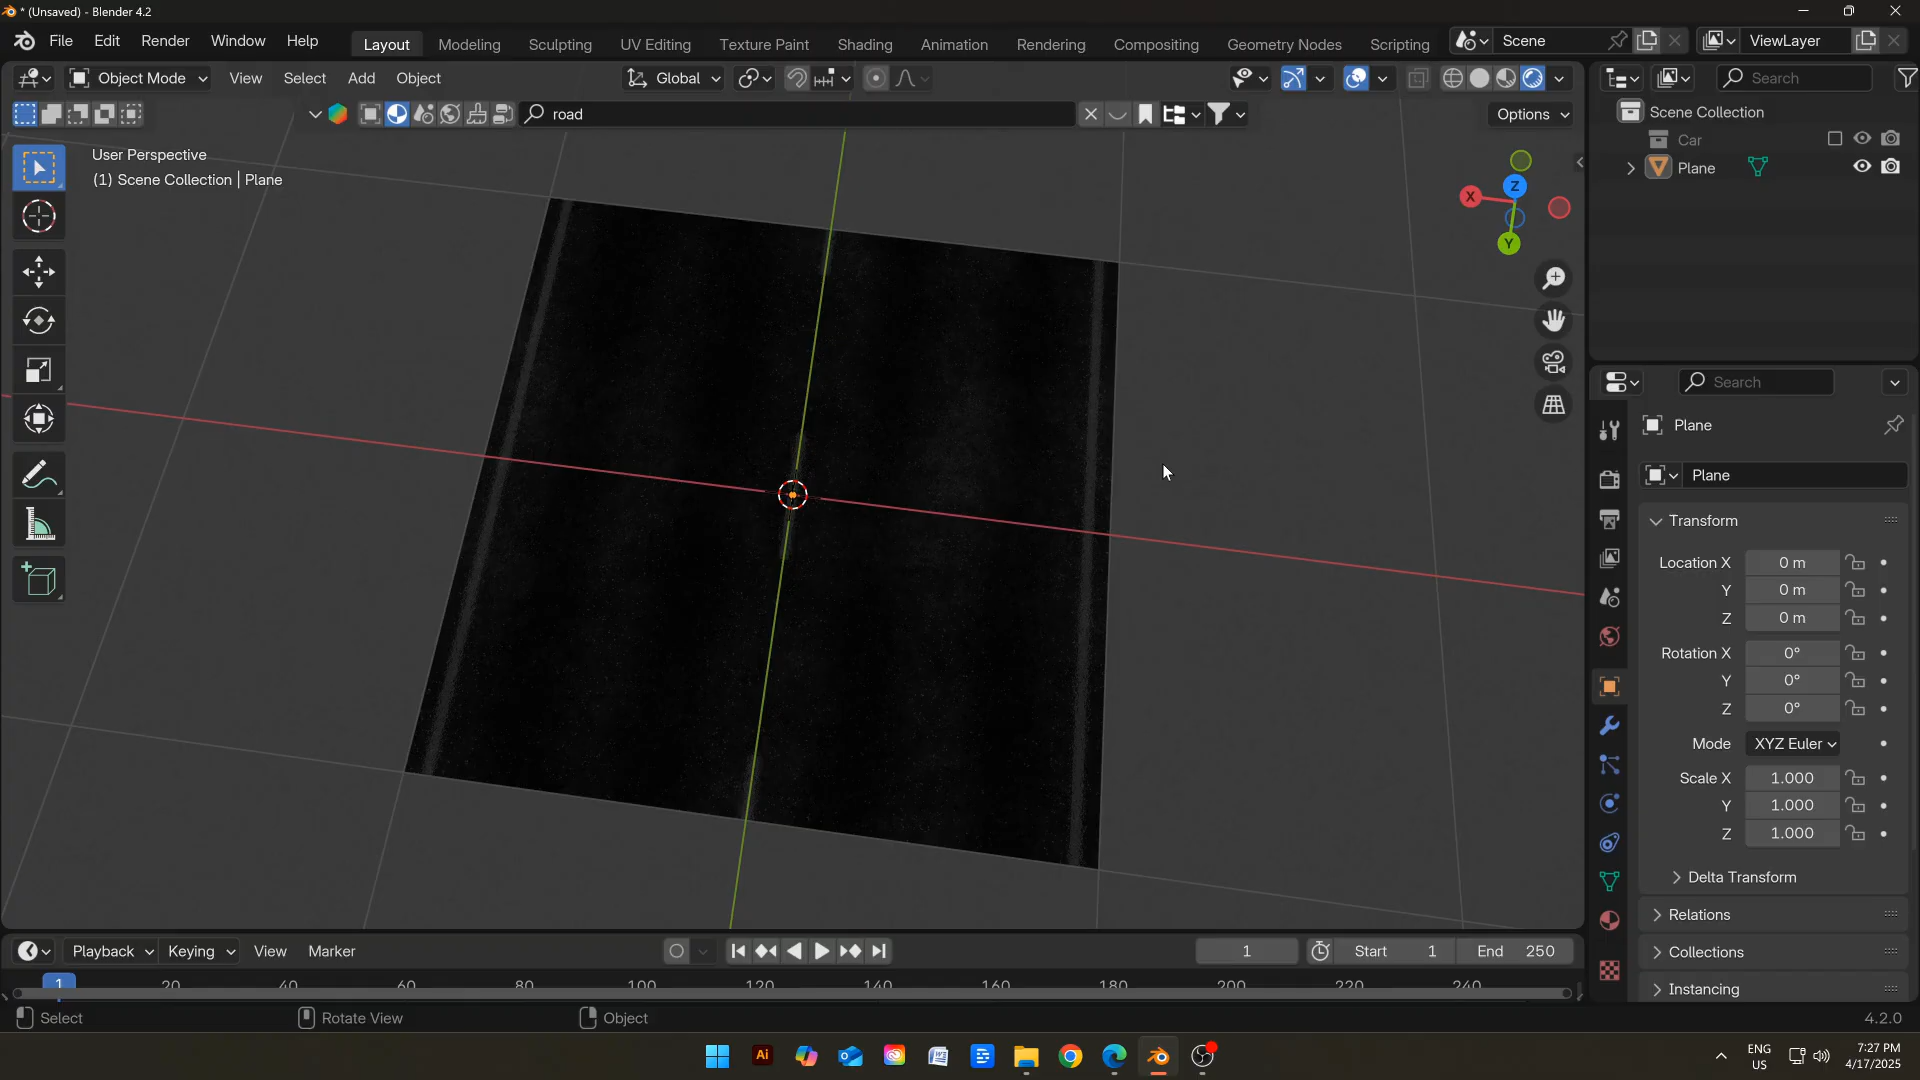 * (Unsaved) - Blender 4.2
File Edit Render Window Help Layout Modeling Sculpting UV Editing Texture Paint Shading Animation Rendering Compositing Geometry Nodes Scripting Scene ViewLayer
Object Mode View Select Add Object Global Search
road Options
Scene Collection
Car
Plane
User Perspective
(1) Scene Collection | Plane
X
Y
Z
Search
Plane
Plane
Transform
Location X 0 m
Y 0 m
Z 0 m
Rotation X 0°
Y 0°
Z 0°
Mode XYZ Euler
Scale X 1.000
Y 1.000
Z 1.000
Delta Transform
Relations
Collections
Instancing
Playback Keying View Marker 1 Start 1 End 250
1 20 40 60 80 100 120 140 160 180 200 220 240
Select Rotate View Object 4.2.0
Ai
ENG
US
7:27 PM
4/17/2025